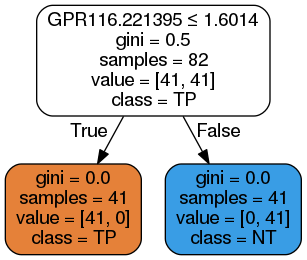 GPR116.221395 ≤ 1.6014
gini = 0.5
samples = 82
value = [41, 41]
class = TP
True
False
gini = 0.0
samples = 41
value = [41, 0]
class = TP
gini = 0.0
samples = 41
value = [0, 41]
class = NT